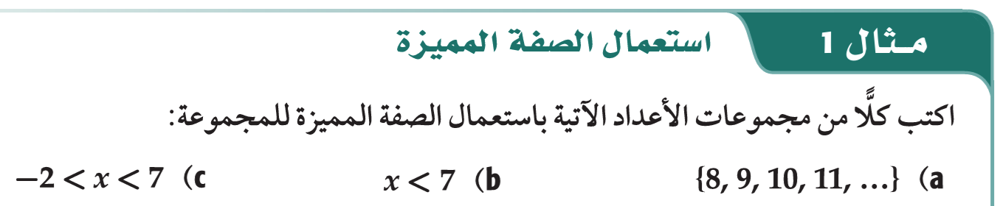 مثال 1 استعمال الصفة المميزة
اكتب كلًّا من مجموعات الأعداد الآتية باستعمال الصفة المميزة للمجموعة:
a) {8, 9, 10, 11, …} b) x < 7 c) −2 < x < 7